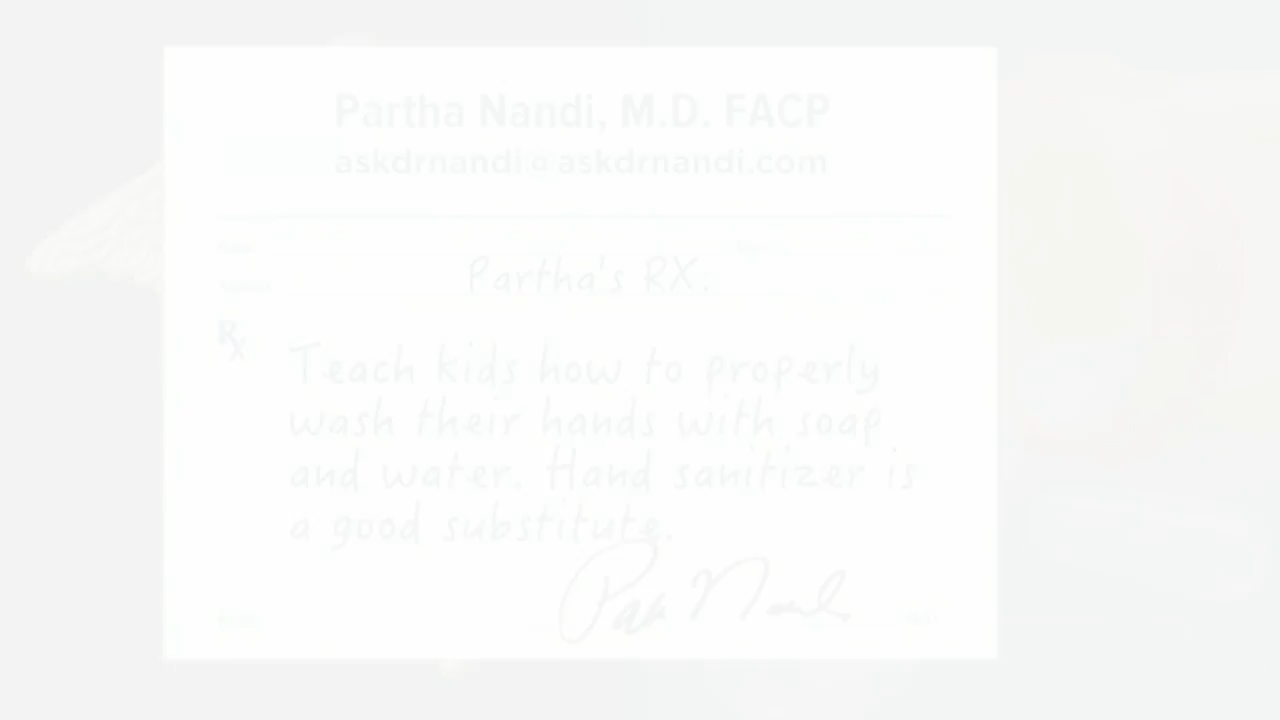 Partha Nandi, M.D. FACP
askdrnandi@askdrnandi.com
Partha's RX.
Rx
Teach kids how to properly
wash their hands with soap
and water. Hand sanitizer is
a good substitute.